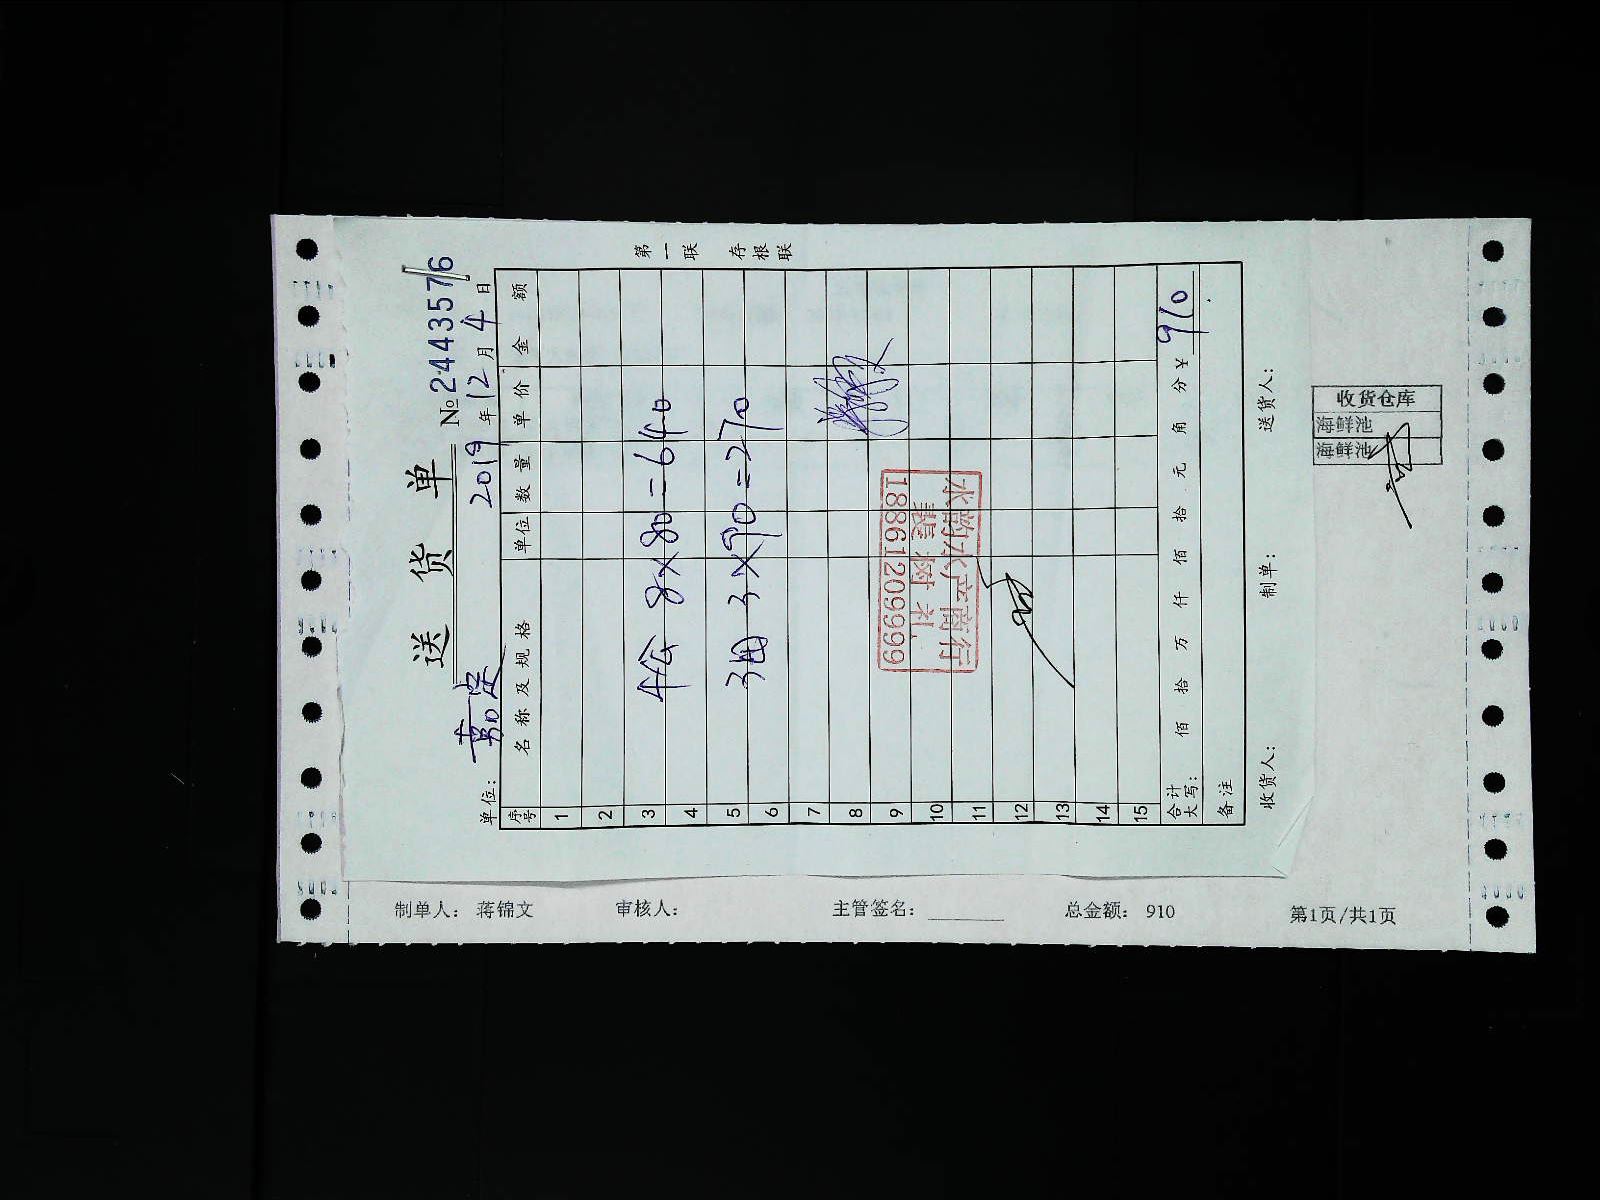 送货单
№24435776
单位：嘉定 2019年12月4日
序号 名称及规格 单位 数量 单价 金额
1
2
3
8×80=640
4
5
3×90=270
6
7
8
9
10
11
12
13
14
15
水尚水产商行
18861209999
合计大写： 佰 拾 万 仟 佰 拾 元 角 分 ¥910
备注
收货人： 制单： 送货人：
第一联 存根联
收货仓库
海鲜池
海鲜池
制单人： 蒋锦文 审核人： 主管签名： 总金额： 910 第1页/共1页